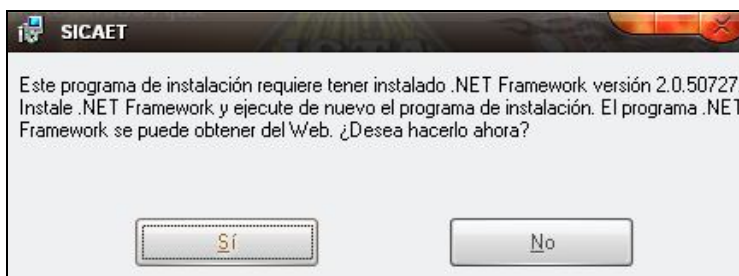 SICAET
Este programa de instalación requiere tener instalado .NET Framework versión 2.0.50727
Instale .NET Framework y ejecute de nuevo el programa de instalación. El programa .NET
Framework se puede obtener del Web. ¿Desea hacerlo ahora?
Sí No